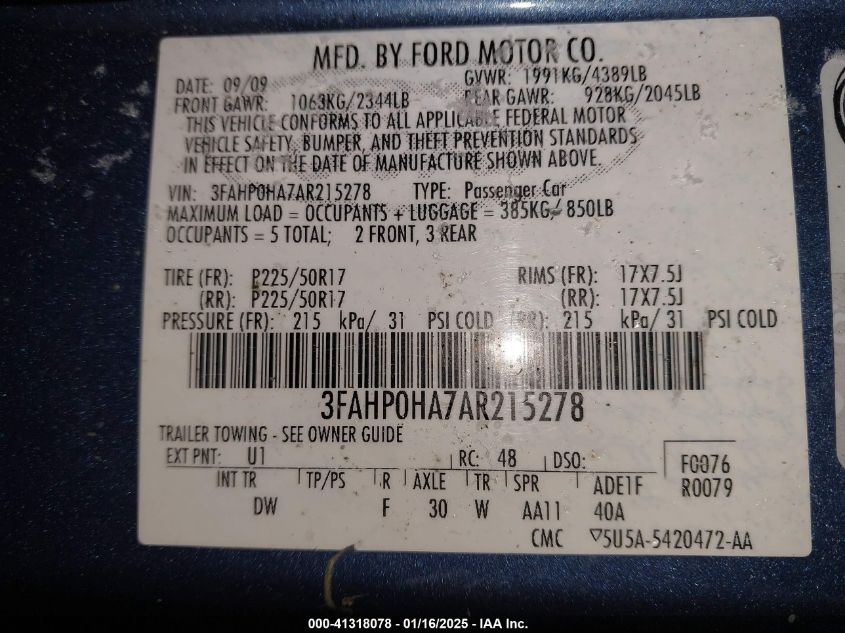 MFD. BY FORD MOTOR CO.
DATE: 09/09 GVWR: 1991KG/4389LB
FRONT GAWR: 1063KG/2344LB REAR GAWR: 928KG/2045LB
THIS VEHICLE CONFORMS TO ALL APPLICABLE FEDERAL MOTOR
VEHICLE SAFETY, BUMPER, AND THEFT PREVENTION STANDARDS
IN EFFECT ON THE DATE OF MANUFACTURE SHOWN ABOVE.
VIN: 3FAHP0HA7AR215278 TYPE: Passenger Car
MAXIMUM LOAD = OCCUPANTS + LUGGAGE = 385KG/ 850LB
OCCUPANTS = 5 TOTAL; 2 FRONT, 3 REAR
TIRE (FR): P225/50R17 RIMS (FR): 17X7.5J
(RR): P225/50R17 (RR): 17X7.5J
PRESSURE (FR): 215 kPa/ 31 PSI COLD (RR): 215 kPa/ 31 PSI COLD
3FAHP0HA7AR215278
TRAILER TOWING - SEE OWNER GUIDE
EXT PNT: U1 RC: 48 DSO: F0076
INT TR TP/PS R AXLE TR SPR ADE1F R0079
DW F 30 W AA11 40A
CMC ▽5U5A-5420472-AA
000-41318078 - 01/16/2025 - IAA Inc.